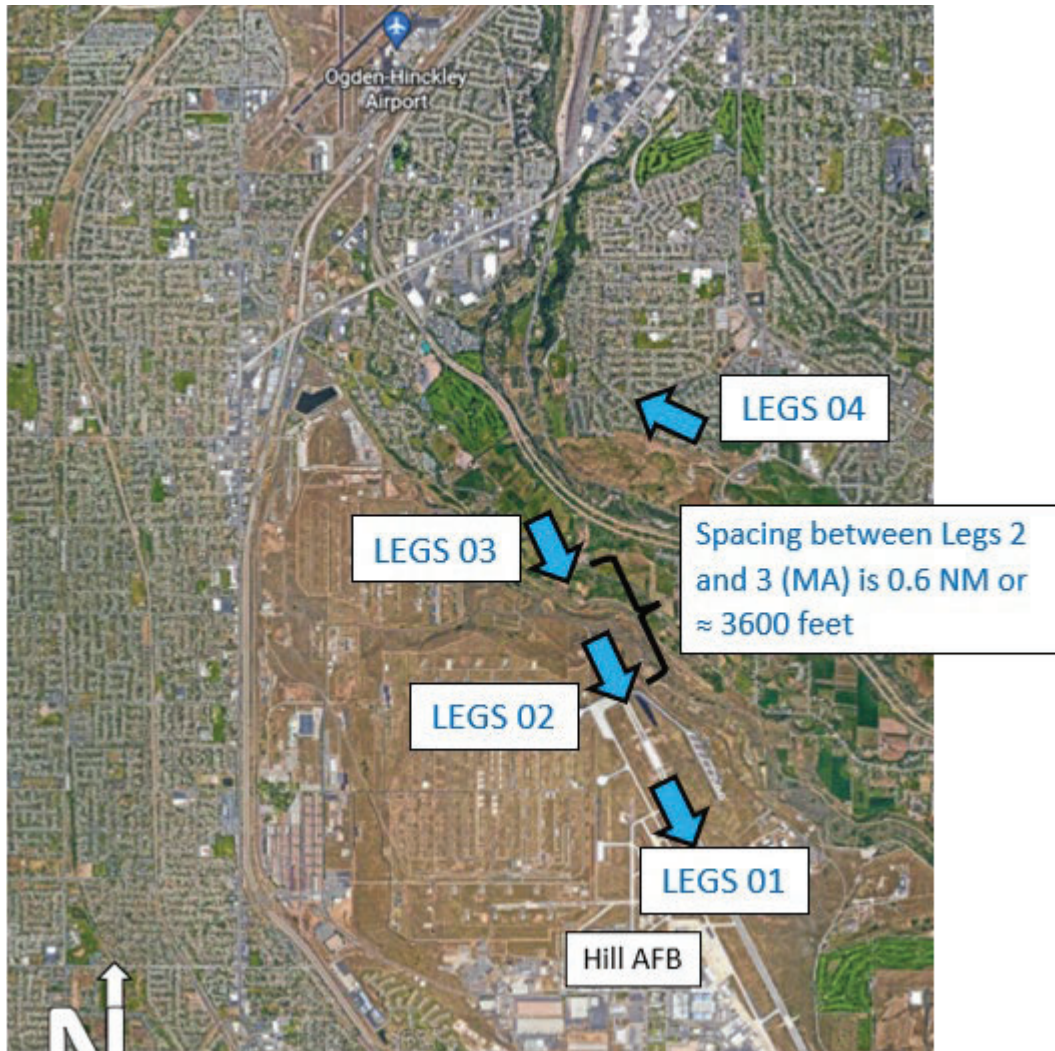 Ogden-Hinckley
Airport
LEGS 04
LEGS 03
Spacing between Legs 2
and 3 (MA) is 0.6 NM or
≈ 3600 feet
LEGS 02
LEGS 01
Hill AFB
N